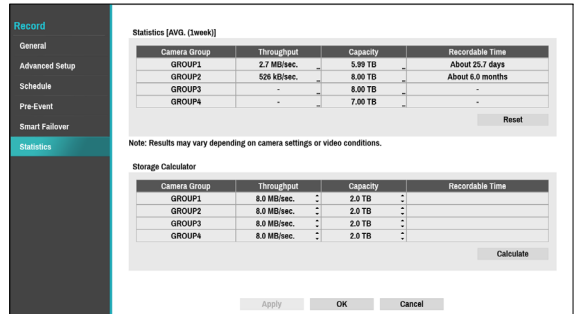 Record
General
Advanced Setup
Schedule
Pre-Event
Smart Failover
Statistics
Statistics [AVG. (1week)]
Camera Group Throughput Capacity Recordable Time
GROUP1 2.7 MB/sec. 5.99 TB About 25.7 days
GROUP2 526 kB/sec. 8.00 TB About 6.0 months
GROUP3 - 8.00 TB -
GROUP4 - 7.00 TB -
Reset
Note: Results may vary depending on camera settings or video conditions.
Storage Calculator
Camera Group Throughput Capacity Recordable Time
GROUP1 8.0 MB/sec. 2.0 TB
GROUP2 8.0 MB/sec. 2.0 TB
GROUP3 8.0 MB/sec. 2.0 TB
GROUP4 8.0 MB/sec. 2.0 TB
Calculate
Apply OK Cancel